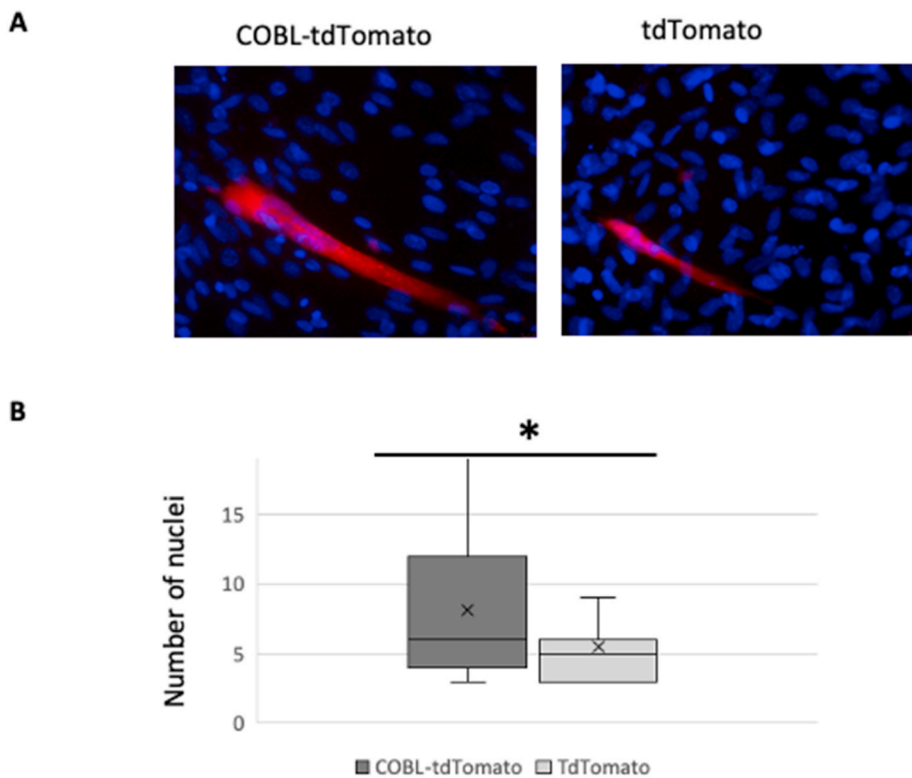 A
COBL-tdTomato
tdTomato
B
*
Number of nuclei
15
10
5
0
COBL-tdTomato TdTomato